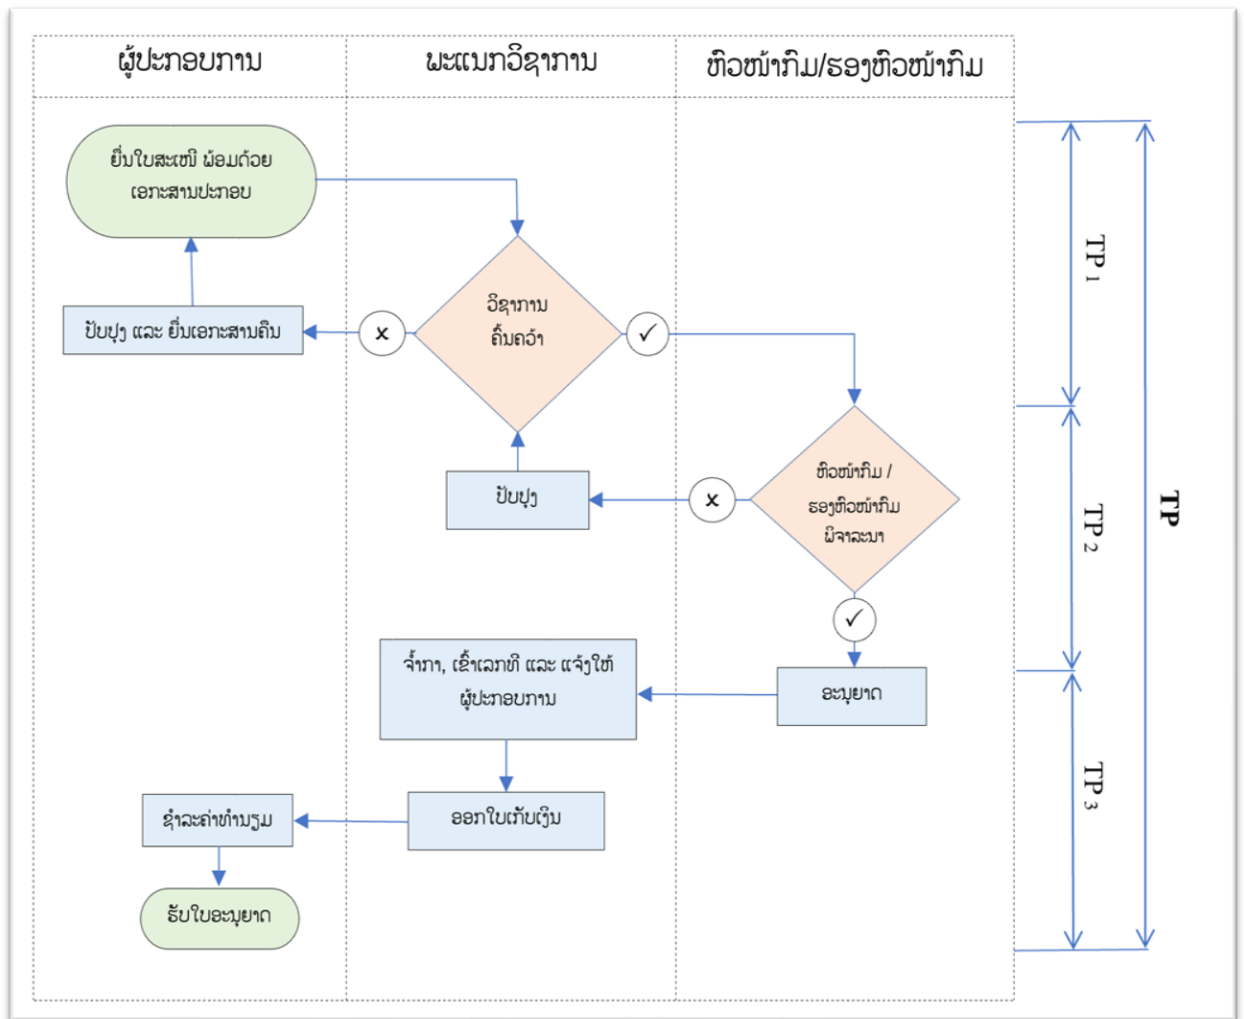 ຜູ້ປະກອບການ
ພະແນກວິຊາການ
ຫົວໜ້າກົມ/ຮອງຫົວໜ້າກົມ
ຍື່ນໃບສະເໜີ ພ້ອມດ້ວຍ
ເອກະສານປະກອບ
ວິຊາການ
ຄົ້ນຄວ້າ
ປັບປຸງ ແລະ ຍື່ນເອກະສານຄືນ
✗
✓
TP 1
ຫົວໜ້າກົມ /
ຮອງຫົວໜ້າກົມ
ພິຈາລະນາ
ປັບປຸງ
✗
✓
TP 2
TP
ຈ້ຳກາ, ເຂົ້າເລກທີ ແລະ ແຈ້ງໃຫ້
ຜູ້ປະກອບການ
ອະນຸຍາດ
ຊຳລະຄ່າທຳນຽມ
ອອກໃບເກັບເງິນ
TP 3
ຮັບໃບອະນຸຍາດ